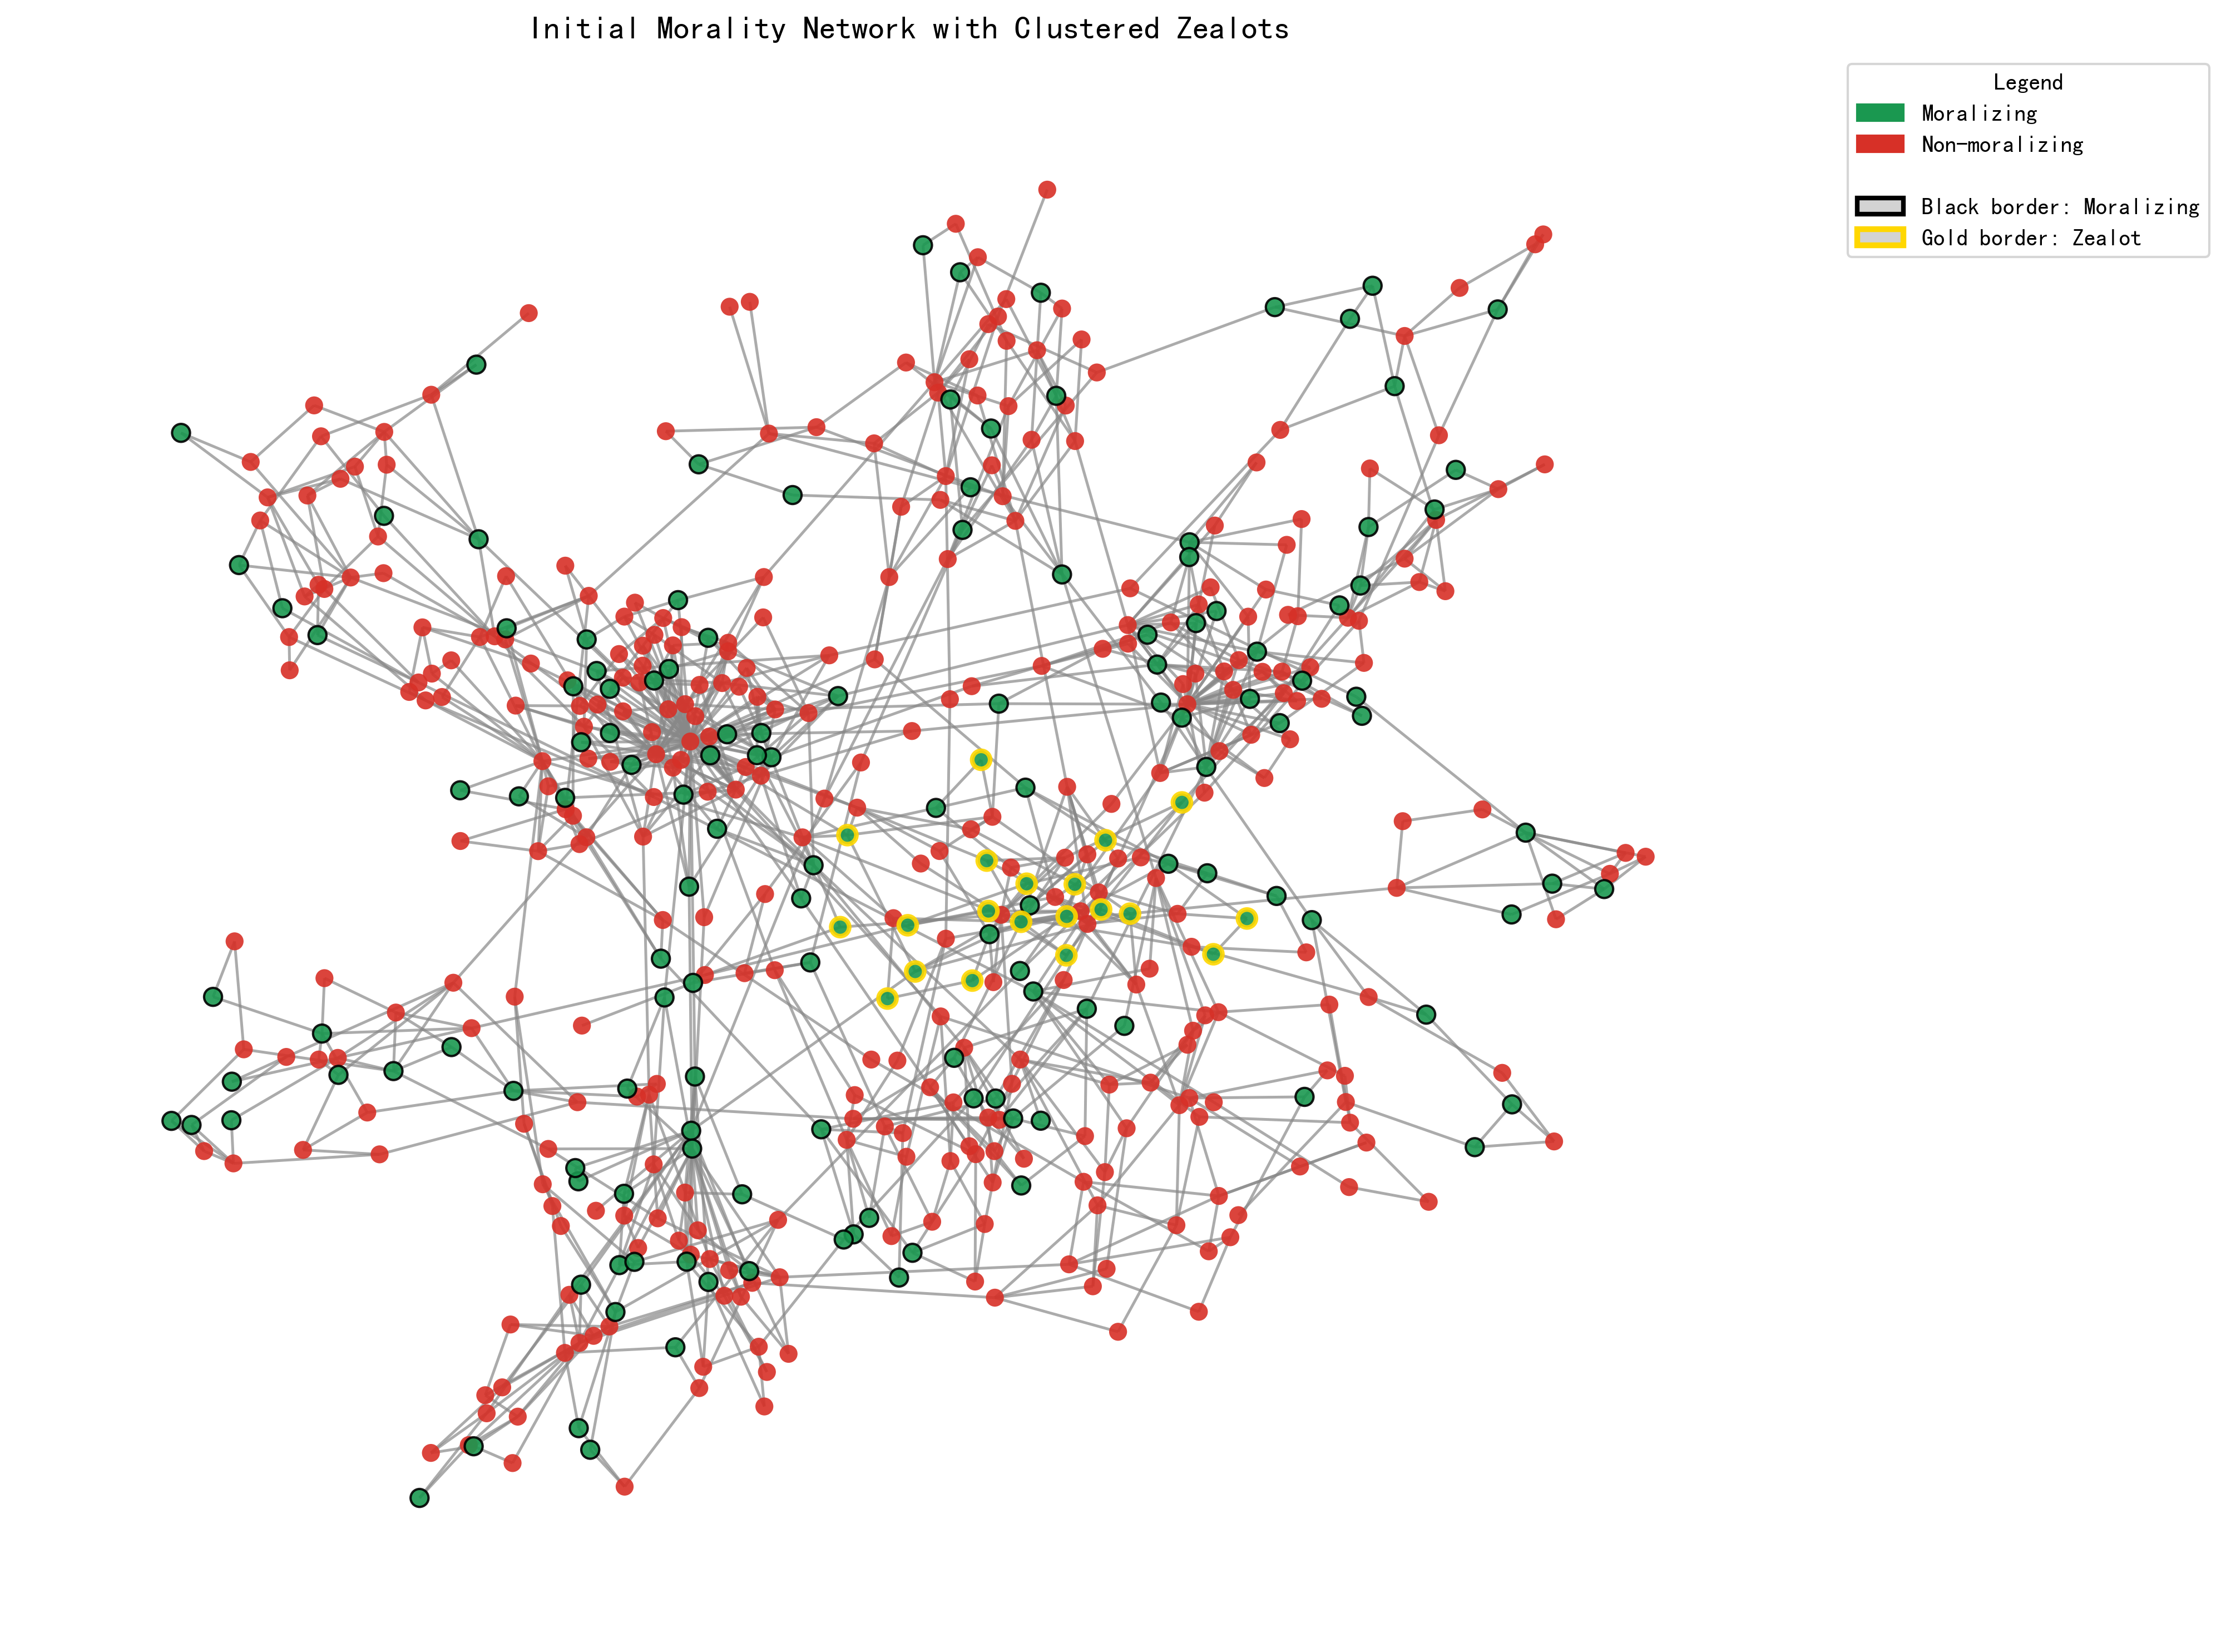 Initial Morality Network with Clustered Zealots
Legend
Moralizing
Non-moralizing
Black border: Moralizing
Gold border: Zealot